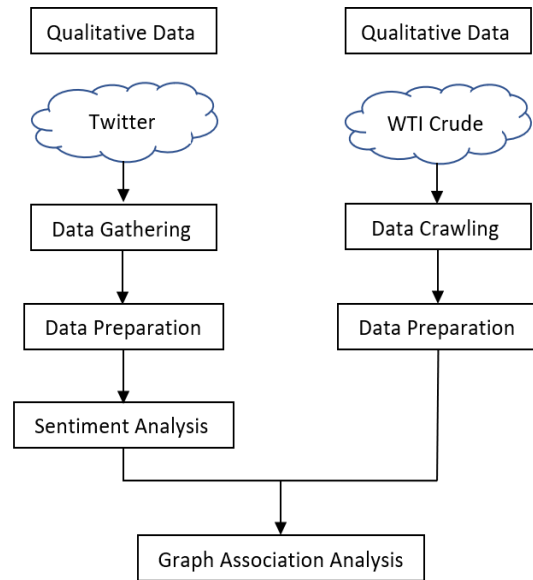 Qualitative Data
Qualitative Data
Twitter
WTI Crude
Data Gathering
Data Crawling
Data Preparation
Data Preparation
Sentiment Analysis
Graph Association Analysis